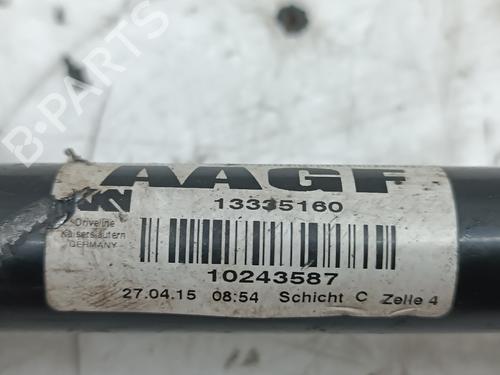 B-PARTS
AAGF
13335160
Driveline
Kaiserslautern
GERMANY
10243587
27.04.15 08:54 Schicht C Zelle 4